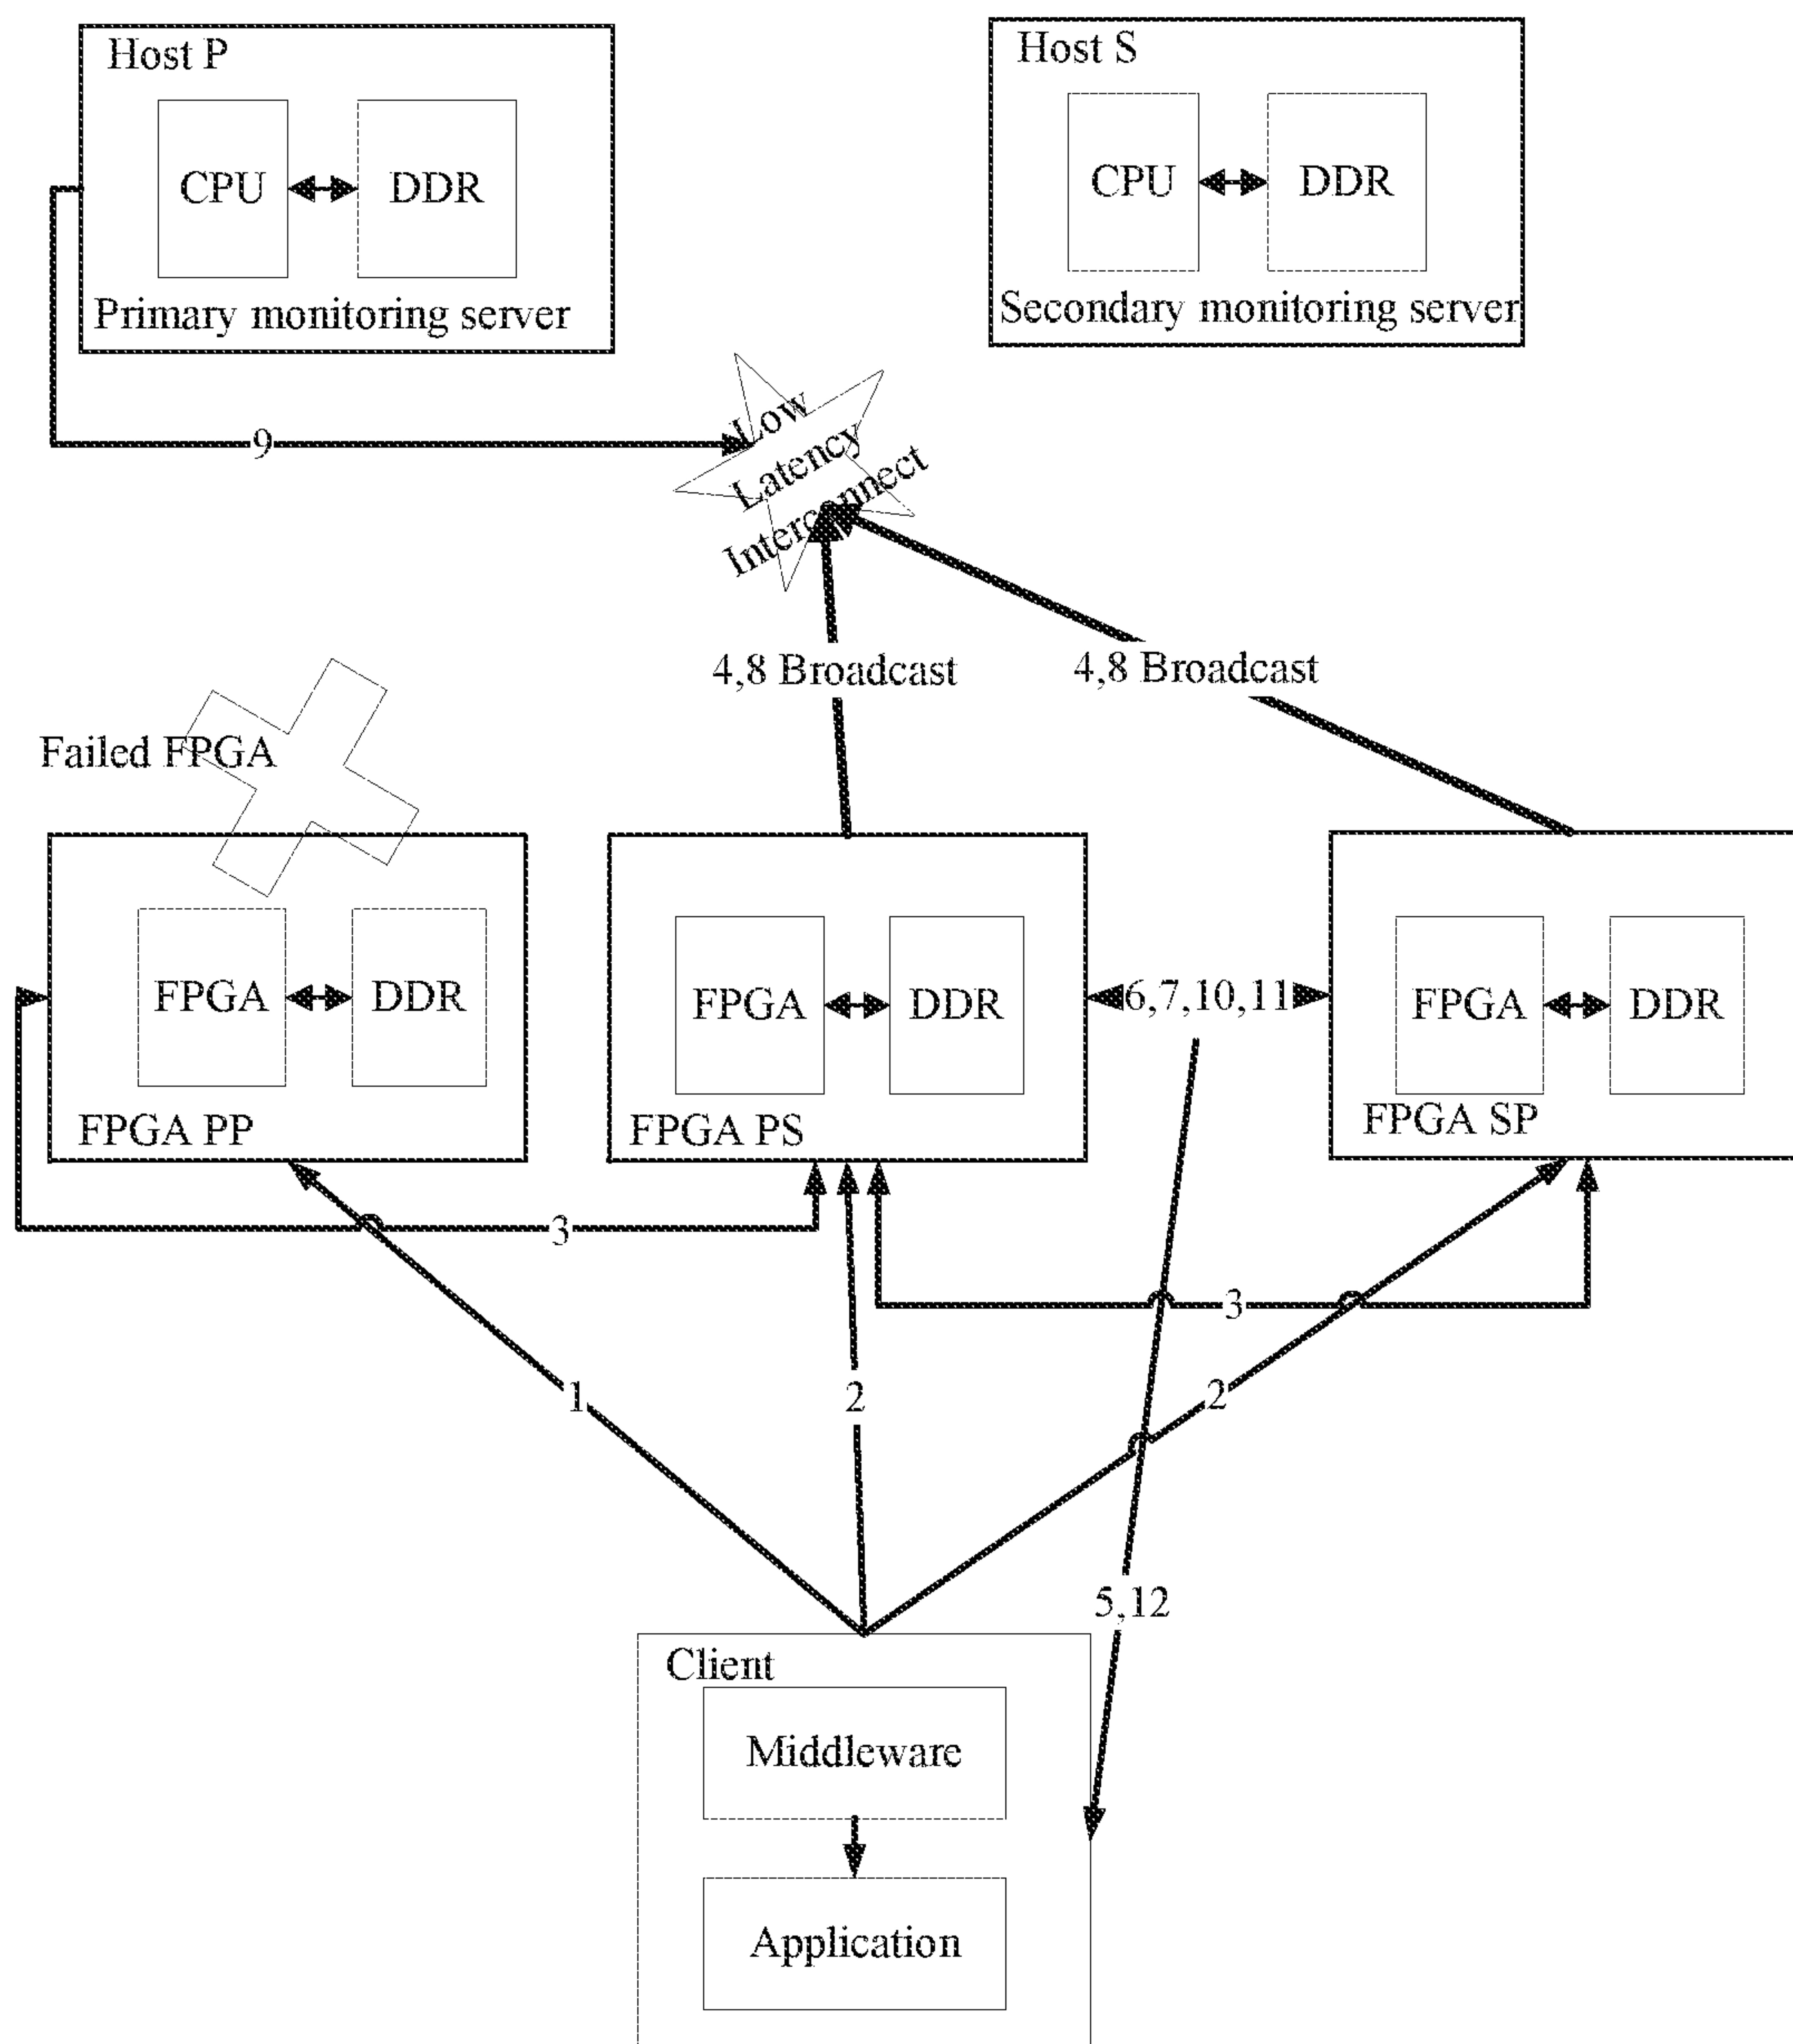 Host P
CPU
DDR
Primary monitoring server
Host S
CPU
DDR
Secondary monitoring server
9
Low
Latency
Interconnect
4,8 Broadcast
4,8 Broadcast
Failed FPGA
FPGA
DDR
FPGA PP
FPGA
DDR
FPGA PS
6,7,10,11
FPGA
DDR
FPGA SP
3
3
1
2
2
5,12
Client
Middleware
Application